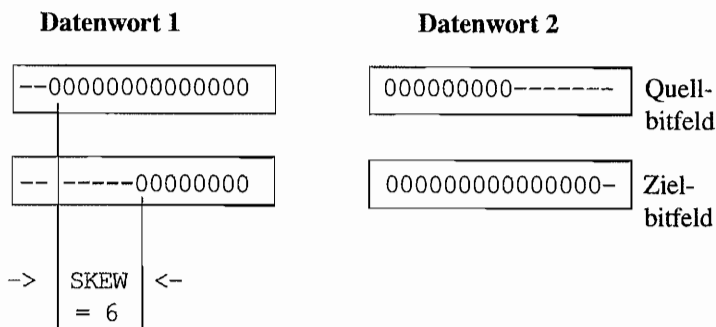 Datenwort 1 Datenwort 2
--00000000000000 000000000------- Quell-
bitfeld
-- -----00000000 000000000000000- Ziel-
bitfeld
-> SKEW <-
= 6